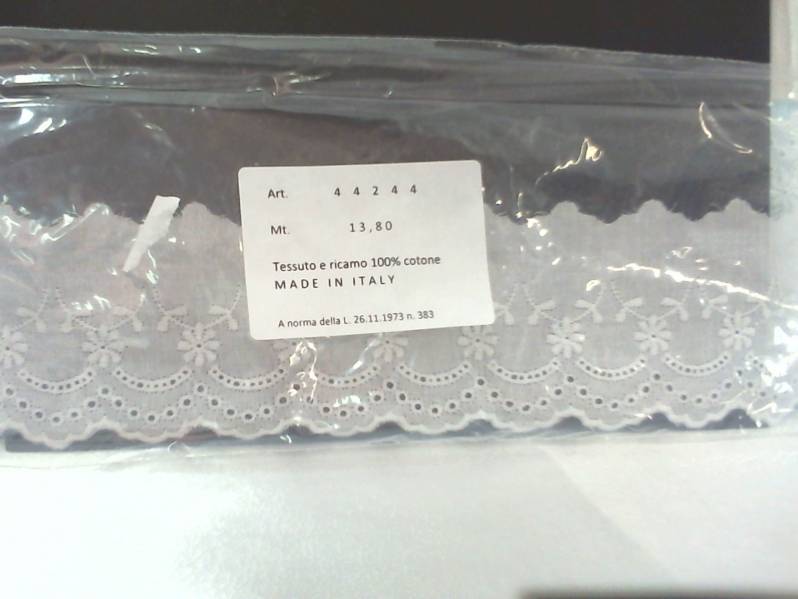 Art. 4 4 2 4 4
Mt. 13,80
Tessuto e ricamo 100% cotone
MADE IN ITALY
A norma della L. 26.11.1973 n. 383